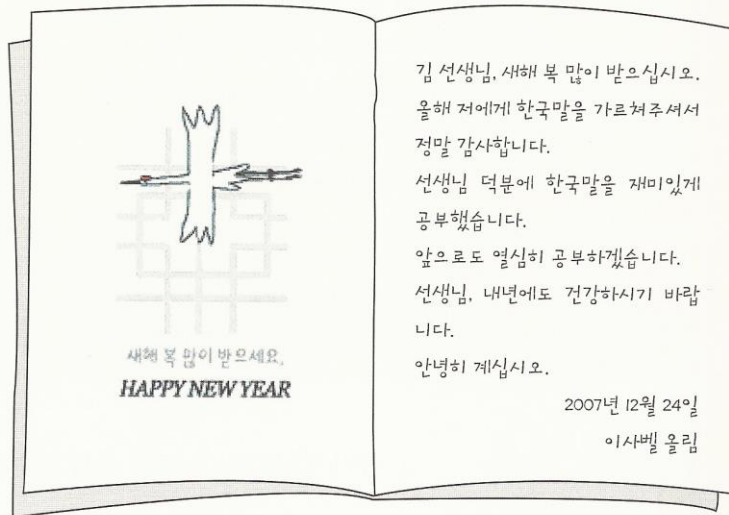 새해 복 많이 받으세요.
HAPPY NEW YEAR
김 선생님, 새해 복 많이 받으십시오.
올해 저에게 한국말을 가르쳐주셔서
정말 감사합니다.
선생님 덕분에 한국말을 재미있게
공부했습니다.
앞으로도 열심히 공부하겠습니다.
선생님, 내년에도 건강하시기 바랍
니다.
안녕히 계십시오.
2007년 12월 24일
이사벨 올림